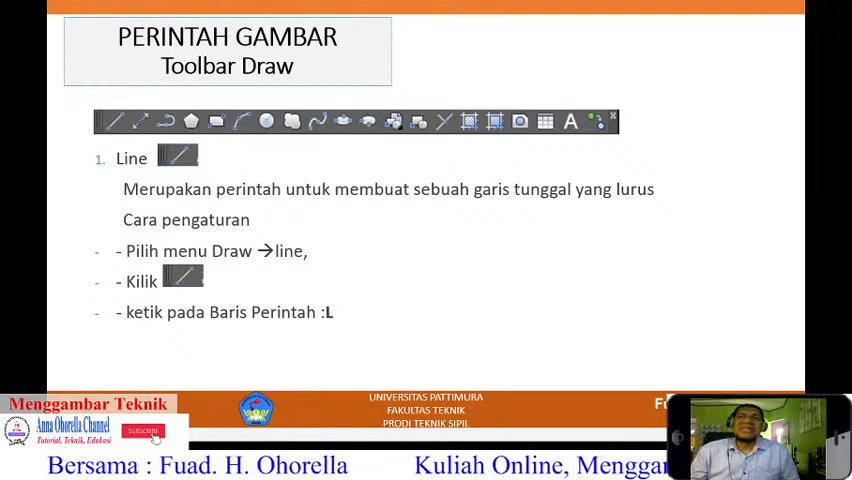 PERINTAH GAMBAR
Toolbar Draw
1. Line
Merupakan perintah untuk membuat sebuah garis tunggal yang lurus
Cara pengaturan
- - Pilih menu Draw →line,
- - Kilik
- - ketik pada Baris Perintah :L
UNIVERSITAS PATTIMURA
FAKULTAS TEKNIK
PRODI TEKNIK SIPIL
Menggambar Teknik
Anna Ohorella Channel
Tutorial, Teknik, Edukasi
SUBSCRIBE
Bersama : Fuad. H. Ohorella
Kuliah Online,